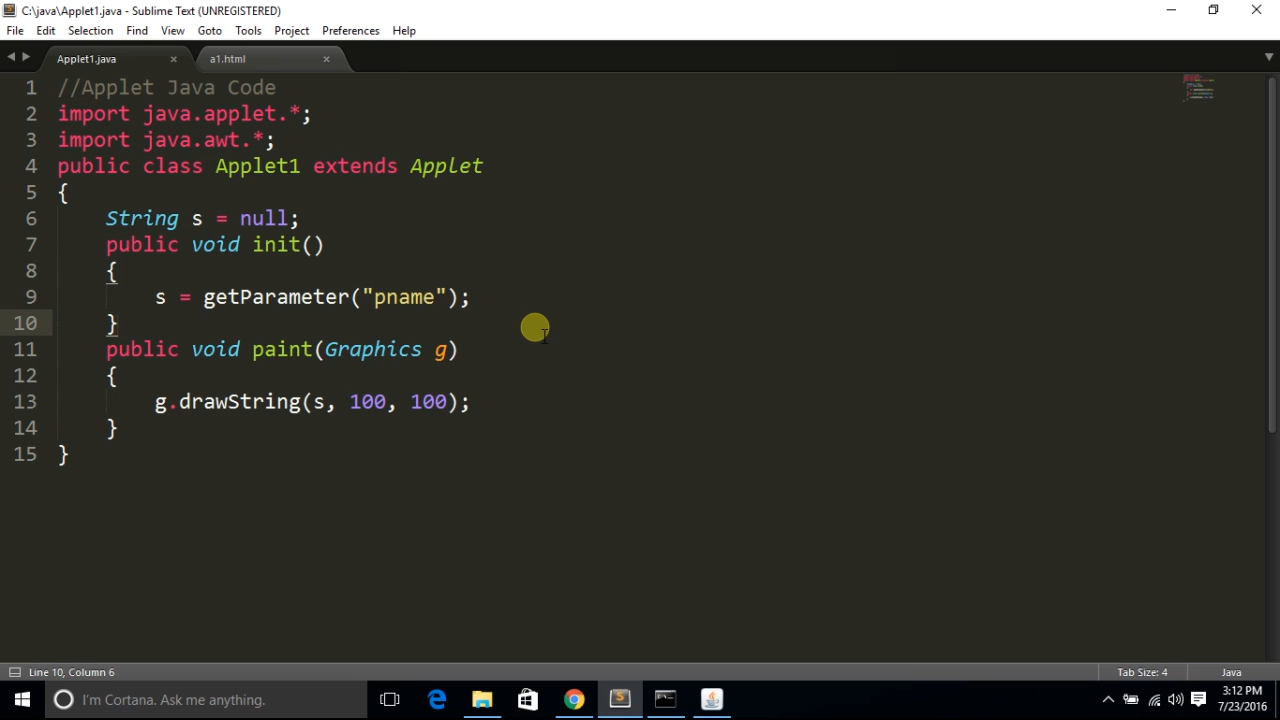 C:\java\Applet1.java - Sublime Text (UNREGISTERED)
File Edit Selection Find View Goto Tools Project Preferences Help
Applet1.java × a1.html ×
1 //Applet Java Code
2 import java.applet.*;
3 import java.awt.*;
4 public class Applet1 extends Applet
5 {
6 String s = null;
7 public void init()
8 {
9 s = getParameter("pname");
10 }
11 public void paint(Graphics g)
12 {
13 g.drawString(s, 100, 100);
14 }
15 }
Line 10, Column 6 Tab Size: 4 Java
I'm Cortana. Ask me anything. 3:12 PM
7/23/2016